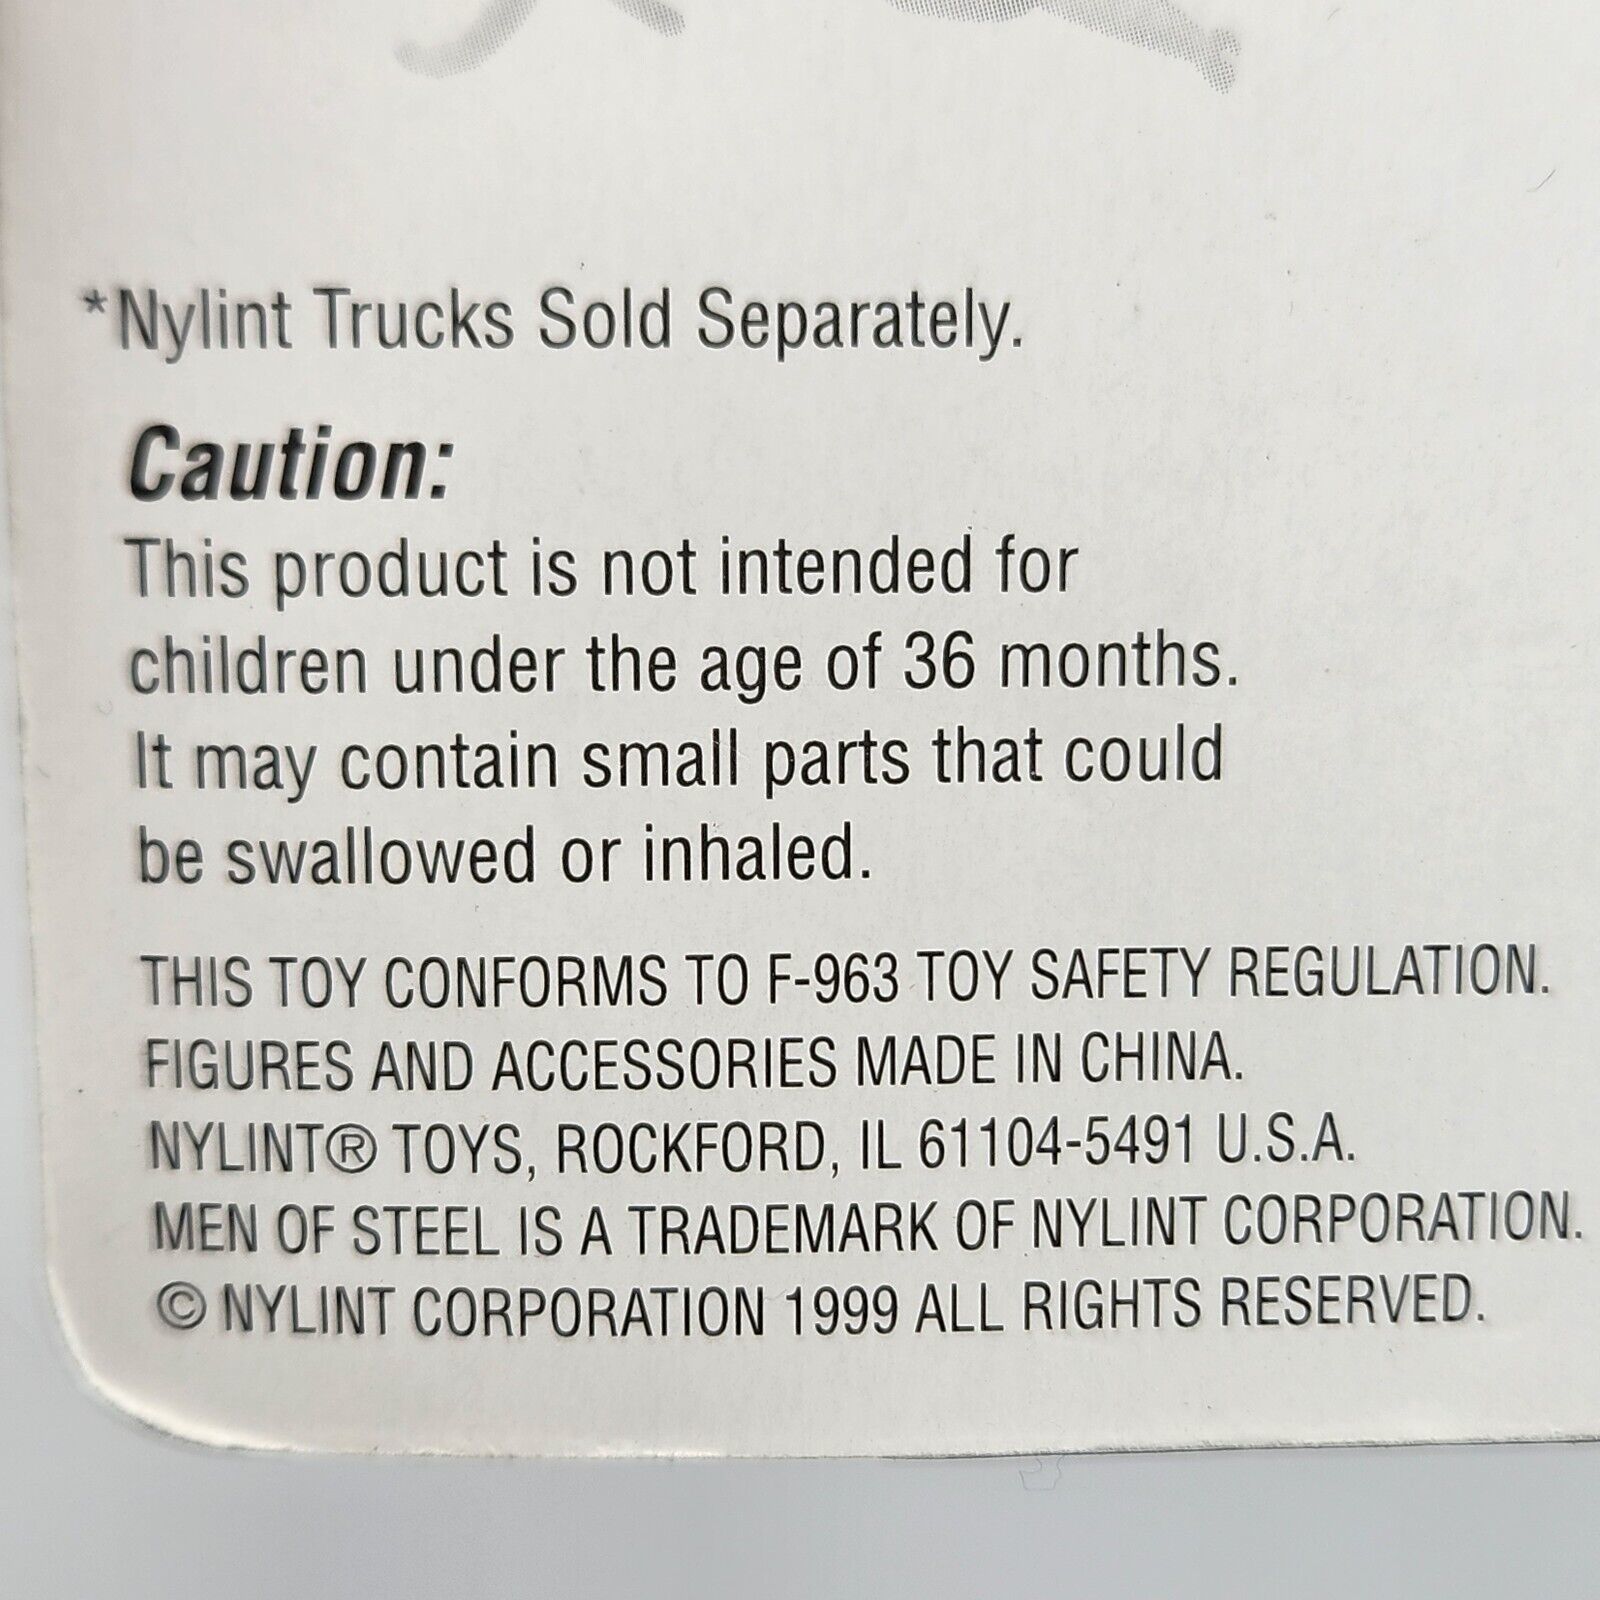 *Nylint Trucks Sold Separately.
Caution:
This product is not intended for
children under the age of 36 months.
It may contain small parts that could
be swallowed or inhaled.
THIS TOY CONFORMS TO F-963 TOY SAFETY REGULATION.
FIGURES AND ACCESSORIES MADE IN CHINA.
NYLINT® TOYS, ROCKFORD, IL 61104-5491 U.S.A.
MEN OF STEEL IS A TRADEMARK OF NYLINT CORPORATION.
© NYLINT CORPORATION 1999 ALL RIGHTS RESERVED.